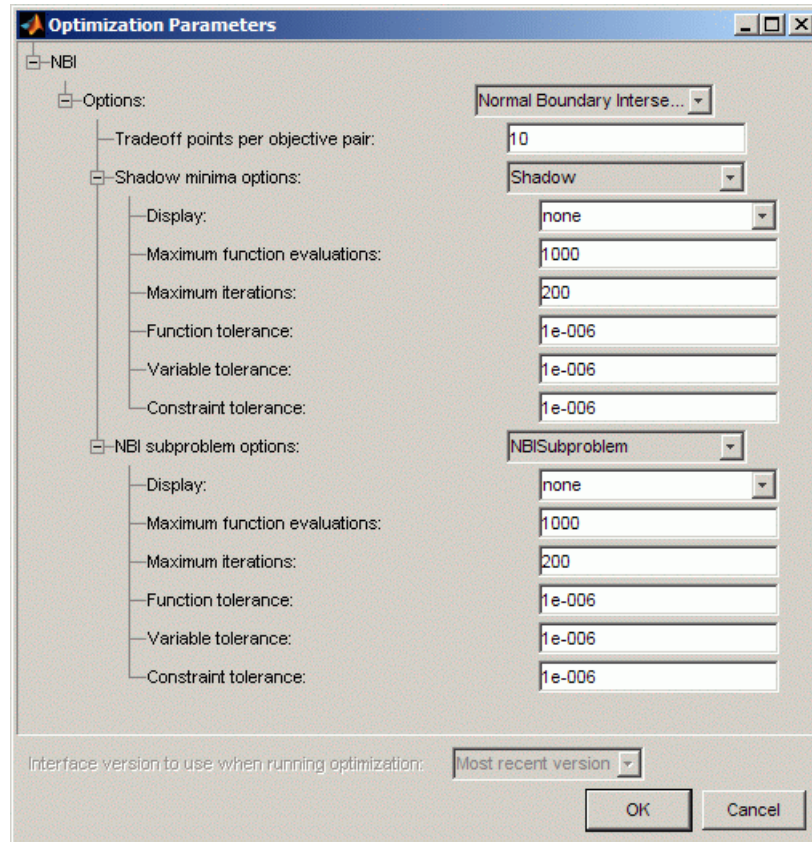 Optimization Parameters
NBI
Options: Normal Boundary Interse...
Tradeoff points per objective pair: 10
Shadow minima options: Shadow
Display: none
Maximum function evaluations: 1000
Maximum iterations: 200
Function tolerance: 1e-006
Variable tolerance: 1e-006
Constraint tolerance: 1e-006
NBI subproblem options: NBISubproblem
Display: none
Maximum function evaluations: 1000
Maximum iterations: 200
Function tolerance: 1e-006
Variable tolerance: 1e-006
Constraint tolerance: 1e-006
Interface version to use when running optimization: Most recent version
OK Cancel